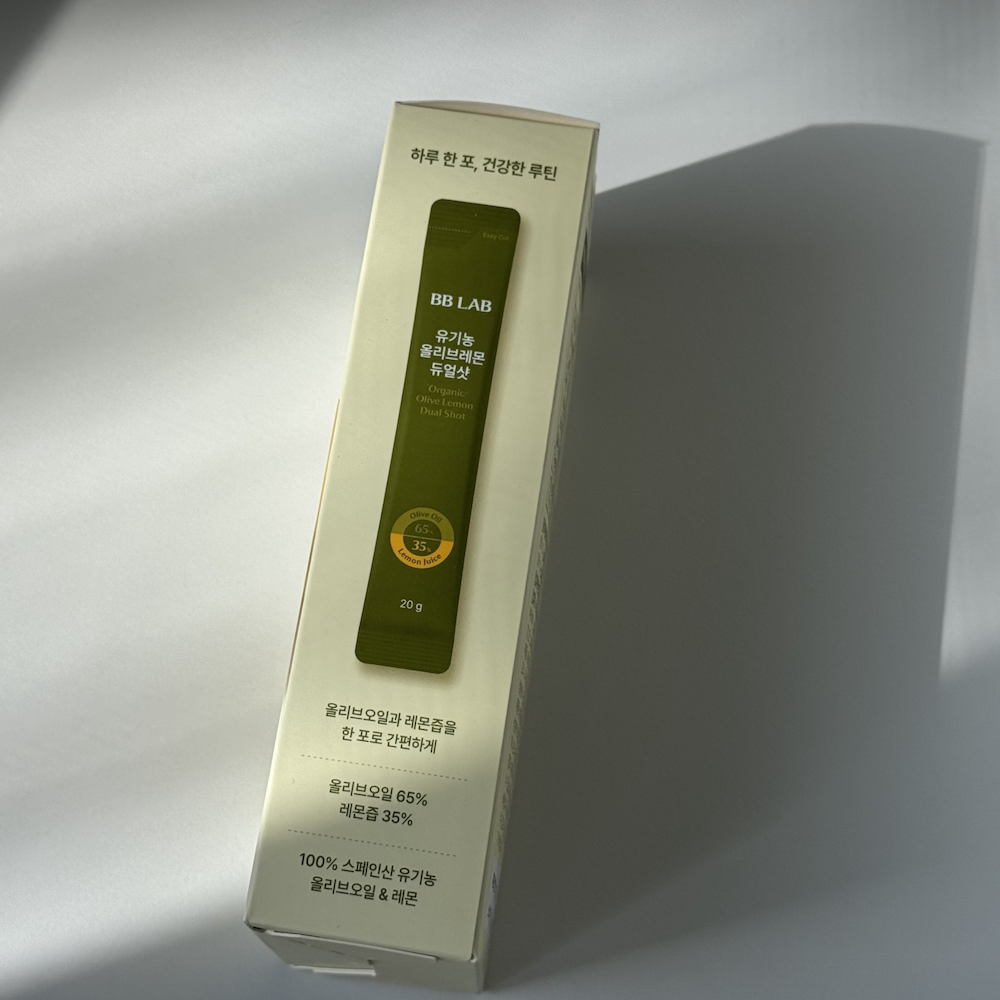 하루 한 포, 건강한 루틴
Easy Cut
BB LAB
유기농
올리브레몬
듀얼샷
Organic
Olive Lemon
Dual Shot
Olive Oil
65%
35%
Lemon Juice
20 g
올리브오일과 레몬즙을
한 포로 간편하게
올리브오일 65%
레몬즙 35%
100% 스페인산 유기농
올리브오일 & 레몬